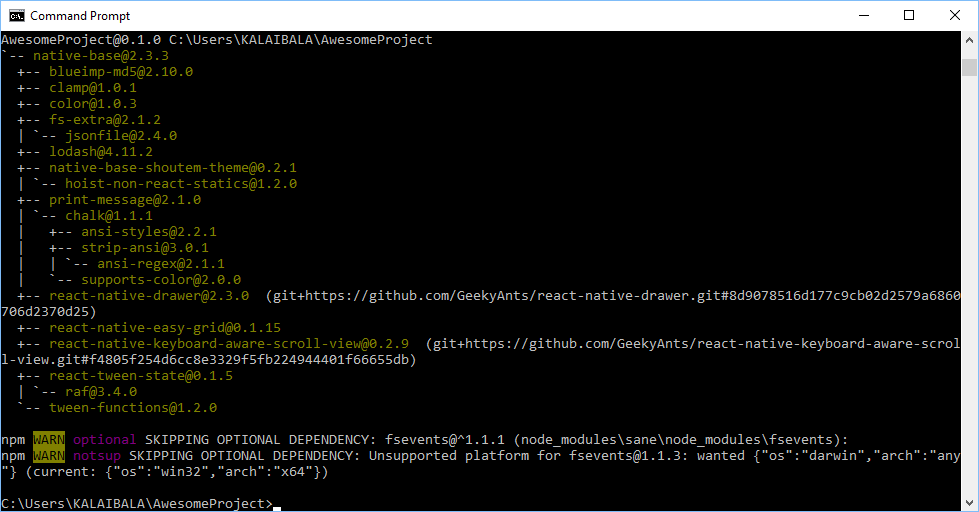 Command Prompt
AwesomeProject@0.1.0 C:\Users\KALAIBALA\AwesomeProject
`-- native-base@2.3.3
  +-- blueimp-md5@2.10.0
  +-- clamp@1.0.1
  +-- color@1.0.3
  +-- fs-extra@2.1.2
  | `-- jsonfile@2.4.0
  +-- lodash@4.11.2
  +-- native-base-shoutem-theme@0.2.1
  | `-- hoist-non-react-statics@1.2.0
  +-- print-message@2.1.0
  | `-- chalk@1.1.1
  |   +-- ansi-styles@2.2.1
  |   +-- strip-ansi@3.0.1
  |   | `-- ansi-regex@2.1.1
  |   `-- supports-color@2.0.0
  +-- react-native-drawer@2.3.0  (git+https://github.com/GeekyAnts/react-native-drawer.git#8d9078516d177c9cb02d2579a6860
706d2370d25)
  +-- react-native-easy-grid@0.1.15
  +-- react-native-keyboard-aware-scroll-view@0.2.9  (git+https://github.com/GeekyAnts/react-native-keyboard-aware-scrol
l-view.git#f4805f254d6cc8e3329f5fb224944401f66655db)
  +-- react-tween-state@0.1.5
  | `-- raf@3.4.0
  `-- tween-functions@1.2.0
npm WARN optional SKIPPING OPTIONAL DEPENDENCY: fsevents@^1.1.1 (node_modules\sane\node_modules\fsevents):
npm WARN notsup SKIPPING OPTIONAL DEPENDENCY: Unsupported platform for fsevents@1.1.3: wanted {"os":"darwin","arch":"any
"} (current: {"os":"win32","arch":"x64"})
C:\Users\KALAIBALA\AwesomeProject>